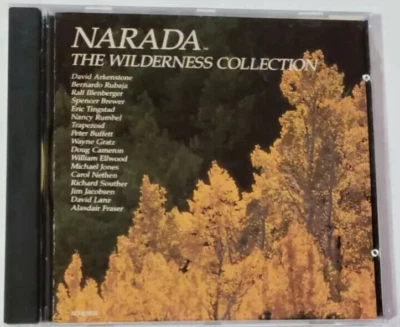 NARADA™
THE WILDERNESS COLLECTION
David Arkenstone
Bernardo Rubaja
Ralf Illenberger
Spencer Brewer
Eric Tingstad
Nancy Rumbel
Trapezoid
Peter Buffett
Wayne Gratz
Doug Cameron
William Ellwood
Michael Jones
Carol Nethen
Richard Souther
Jim Jacobsen
David Lanz
Alasdair Fraser